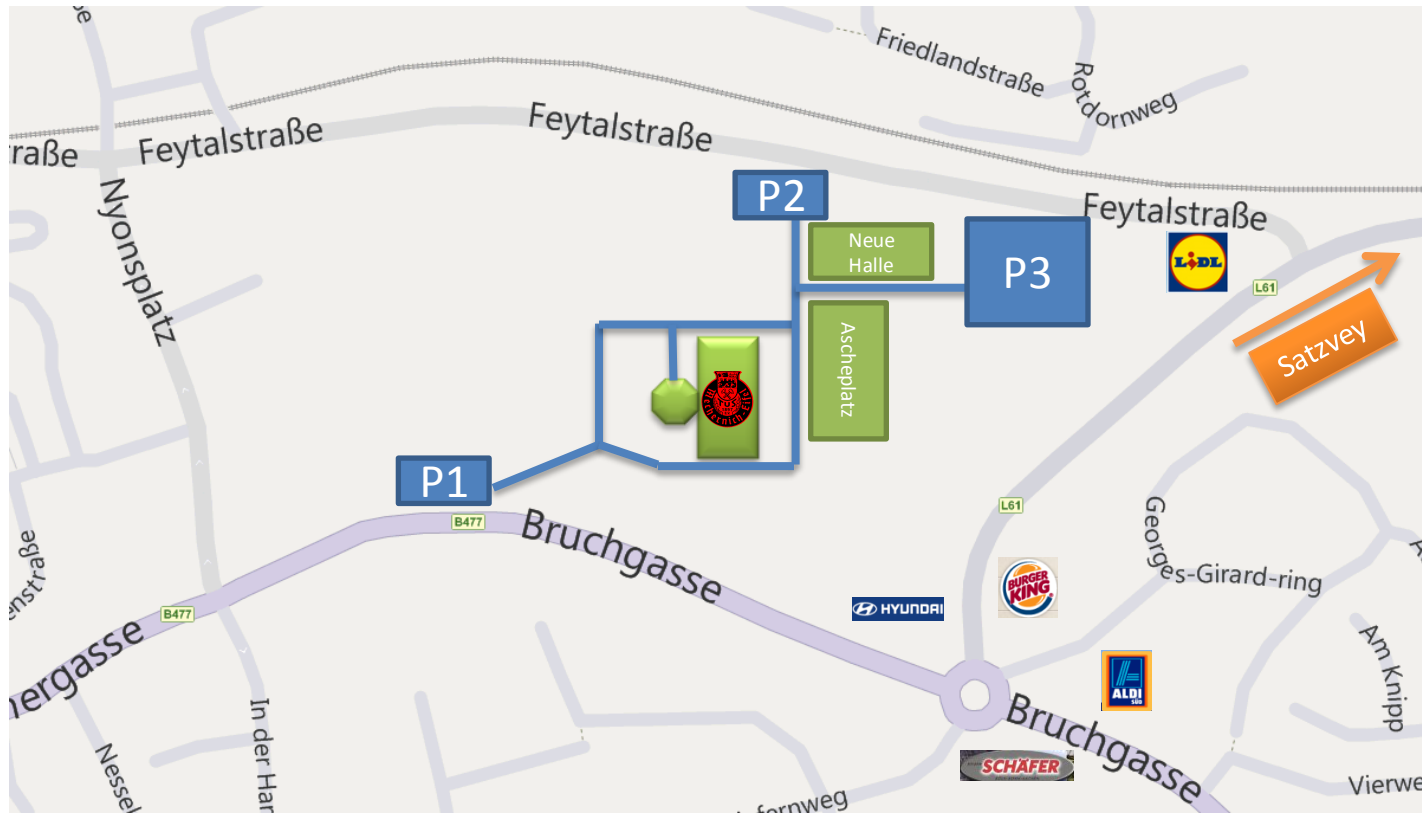 Friedlandstraße
Rotdornweg
Feytalstraße
Feytalstraße
raße
Nyonsplatz
P2
Feytalstraße
Neue
Halle
P3
LIDL
L61
Satzvey
Ascheplatz
P1
B477
Bruchgasse
L61
Georges-Girard-ring
BURGER
KING
HYUNDAI
B477
enstraße
ergasse
Am Knipp
ALDI
SÜD
Bruchgasse
In der Har
Nessel
SCHÄFER
Vierwe
fernweg